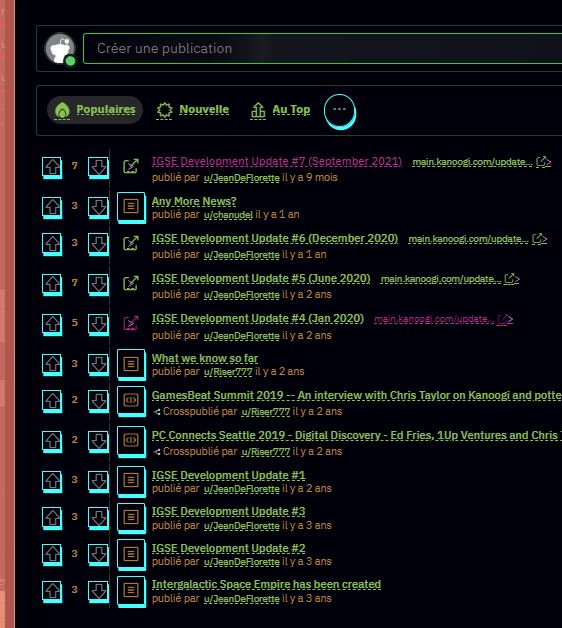 Créer une publication
Populaires Nouvelle Au Top ...
7 IGSE Development Update #7 (September 2021) main.kanoogi.com/update...
publié par u/JeanDeFlorette il y a 9 mois
3 Any More News?
publié par u/chanudel il y a 1 an
3 IGSE Development Update #6 (December 2020) main.kanoogi.com/update...
publié par u/JeanDeFlorette il y a 1 an
7 IGSE Development Update #5 (June 2020) main.kanoogi.com/update...
publié par u/JeanDeFlorette il y a 2 ans
5 IGSE Development Update #4 (Jan 2020) main.kanoogi.com/update...
publié par u/JeanDeFlorette il y a 2 ans
3 What we know so far
publié par u/Riser777 il y a 2 ans
2 GamesBeat Summit 2019 -- An interview with Chris Taylor on Kanoogi and pote
Crosspublié par u/Riser777 il y a 2 ans
2 PC Connects Seattle 2019 - Digital Discovery - Ed Fries, 1Up Ventures and Chris
Crosspublié par u/Riser777 il y a 2 ans
3 IGSE Development Update #1
publié par u/JeanDeFlorette il y a 2 ans
3 IGSE Development Update #3
publié par u/JeanDeFlorette il y a 3 ans
3 IGSE Development Update #2
publié par u/JeanDeFlorette il y a 3 ans
3 Intergalactic Space Empire has been created
publié par u/JeanDeFlorette il y a 3 ans